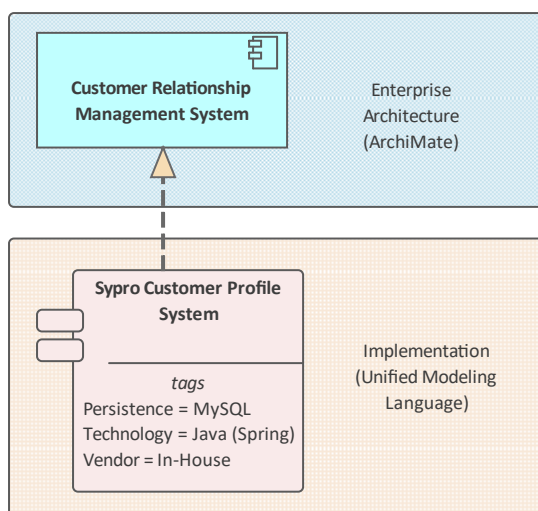 Customer Relationship
Management System
Enterprise
Architecture
(ArchiMate)
Sypro Customer Profile
System
tags
Persistence = MySQL
Technology = Java (Spring)
Vendor = In-House
Implementation
(Unified Modeling
Language)